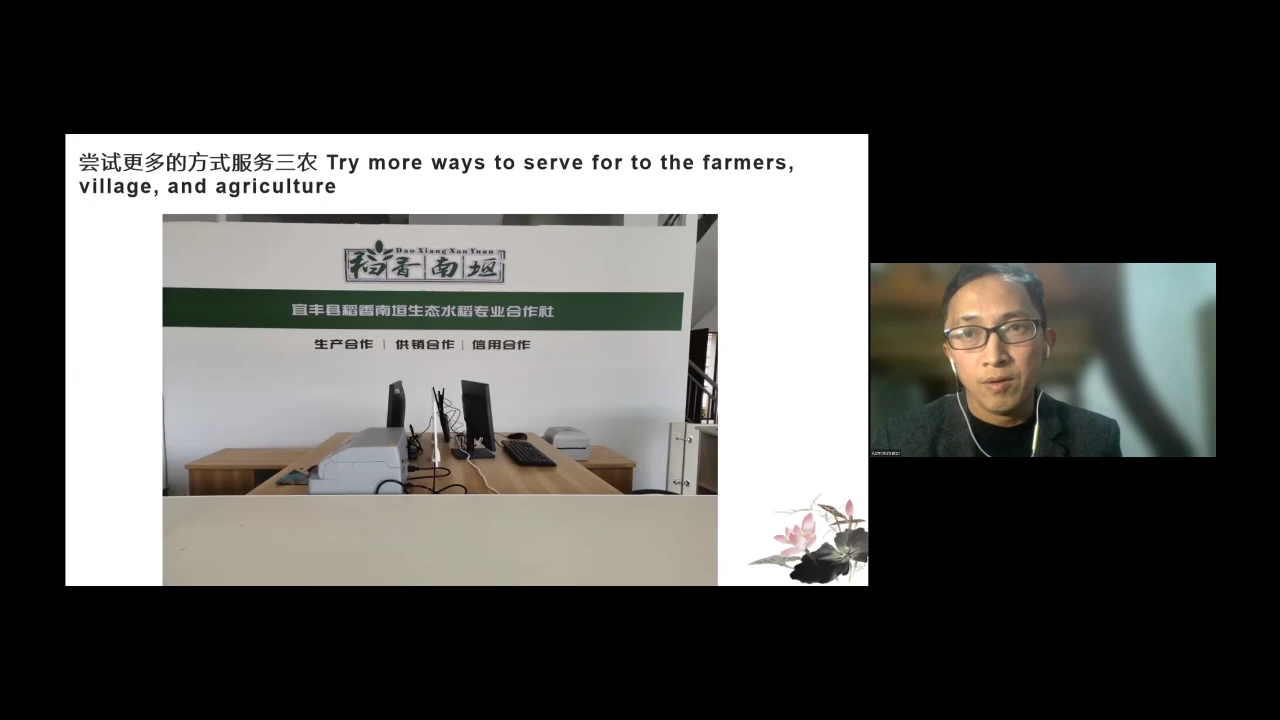 尝试更多的方式服务三农 Try more ways to serve for to the farmers,
village, and agriculture
Dao Xiang Nan Yuan
稻香南垣
宜丰县稻香南垣生态水稻专业合作社
生产合作 | 供销合作 | 信用合作
Administrator